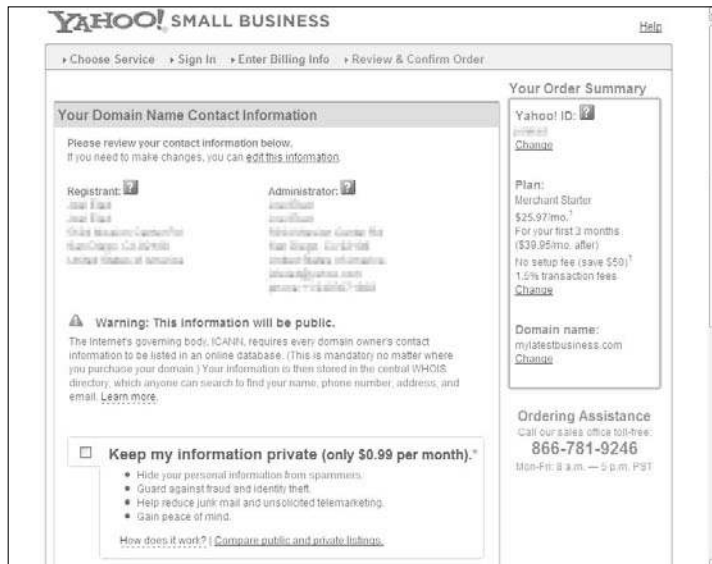 YAHOO! SMALL BUSINESS
Help
Choose Service Sign In Enter Billing Info Review & Confirm Order
Your Domain Name Contact Information
Please review your contact information below.
If you need to make changes, you can edit this information.
Registrant: ?
Administrator: ?
Warning: This information will be public.
The Internet's governing body, ICANN, requires every domain owner's contact
information to be listed in an online database. (This is mandatory no matter where
you purchase your domain.) Your information is then stored in the central WHOIS
directory, which anyone can search to find your name, phone number, address, and
email. Learn more.
Keep my information private (only $0.99 per month).*
• Hide your personal information from spammers.
• Guard against fraud and identity theft.
• Help reduce junk mail and unsolicited telemarketing.
• Gain peace of mind.
How does it work? | Compare public and private listings.
Your Order Summary
Yahoo! ID: ?
Change
Plan:
Merchant Starter
$25.97/mo.†
For your first 3 months
($39.95/mo. after)
No setup fee (save $50)†
1.5% transaction fees
Change
Domain name:
mylatestbusiness.com
Change
Ordering Assistance
Call our sales office toll-free:
866-781-9246
Mon-Fri: 8 a.m. — 5 p.m. PST